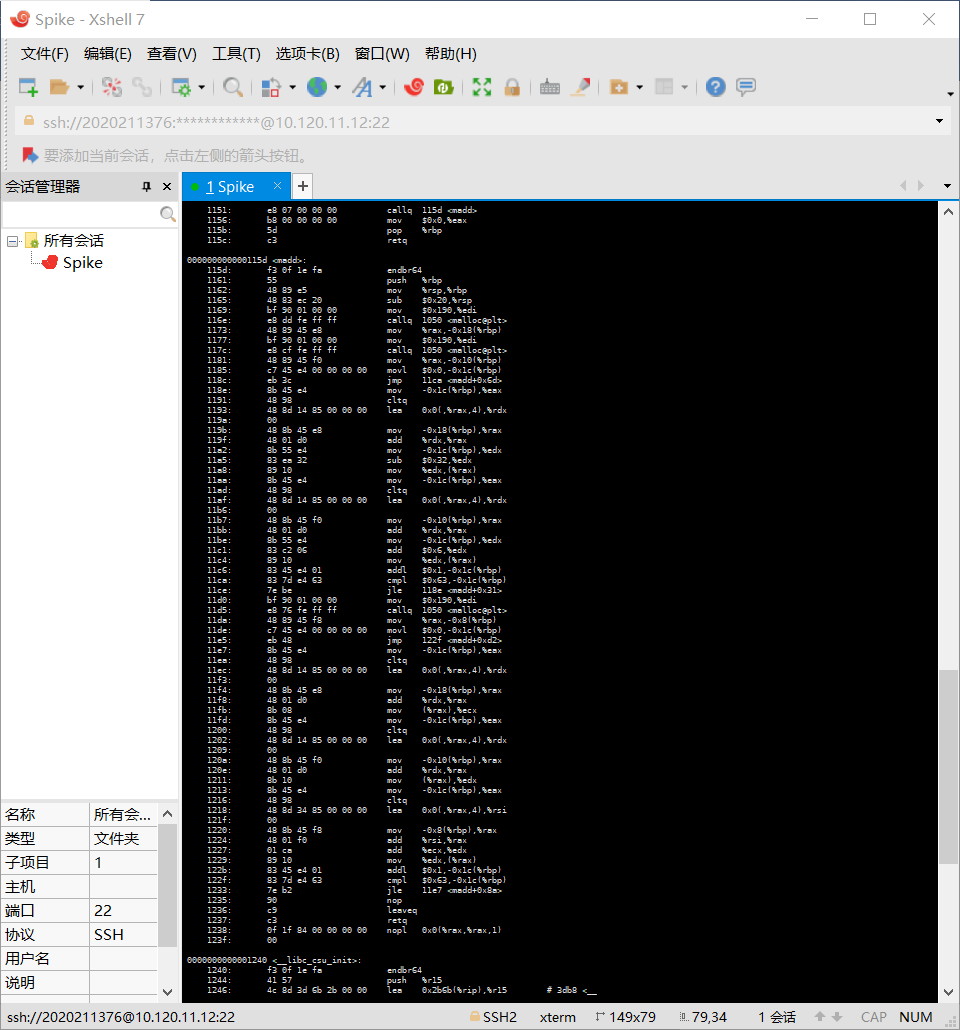 Spike - Xshell 7
文件(F) 编辑(E) 查看(V) 工具(T) 选项卡(B) 窗口(W) 帮助(H)
ssh://2020211376:************@10.120.11.12:22
要添加当前会话，点击左侧的箭头按钮。
会话管理器
1 Spike
所有会话
Spike
1151: e8 07 00 00 00 callq 115d <madd>
1156: b8 00 00 00 00 mov $0x0,%eax
115b: 5d pop %rbp
115c: c3 retq
000000000000115d <madd>:
115d: f3 0f 1e fa endbr64
1161: 55 push %rbp
1162: 48 89 e5 mov %rsp,%rbp
1165: 48 83 ec 20 sub $0x20,%rsp
1169: bf 90 01 00 00 mov $0x190,%edi
116e: e8 dd fe ff ff callq 1050 <malloc@plt>
1173: 48 89 45 e8 mov %rax,-0x18(%rbp)
1177: bf 90 01 00 00 mov $0x190,%edi
117c: e8 cf fe ff ff callq 1050 <malloc@plt>
1181: 48 89 45 f0 mov %rax,-0x10(%rbp)
1185: c7 45 e4 00 00 00 00 movl $0x0,-0x1c(%rbp)
118c: eb 3c jmp 11ca <madd+0x6d>
118e: 8b 45 e4 mov -0x1c(%rbp),%eax
1191: 48 98 cltq
1193: 48 8d 14 85 00 00 00 lea 0x0(,%rax,4),%rdx
119a: 00
119b: 48 8b 45 e8 mov -0x18(%rbp),%rax
119f: 48 01 d0 add %rdx,%rax
11a2: 8b 55 e4 mov -0x1c(%rbp),%edx
11a5: 83 ea 32 sub $0x32,%edx
11a8: 89 10 mov %edx,(%rax)
11aa: 8b 45 e4 mov -0x1c(%rbp),%eax
11ad: 48 98 cltq
11af: 48 8d 14 85 00 00 00 lea 0x0(,%rax,4),%rdx
11b6: 00
11b7: 48 8b 45 f0 mov -0x10(%rbp),%rax
11bb: 48 01 d0 add %rdx,%rax
11be: 8b 55 e4 mov -0x1c(%rbp),%edx
11c1: 83 c2 06 add $0x6,%edx
11c4: 89 10 mov %edx,(%rax)
11c6: 83 45 e4 01 addl $0x1,-0x1c(%rbp)
11ca: 83 7d e4 63 cmpl $0x63,-0x1c(%rbp)
11ce: 7e be jle 118e <madd+0x31>
11d0: bf 90 01 00 00 mov $0x190,%edi
11d5: e8 76 fe ff ff callq 1050 <malloc@plt>
11da: 48 89 45 f8 mov %rax,-0x8(%rbp)
11de: c7 45 e4 00 00 00 00 movl $0x0,-0x1c(%rbp)
11e5: eb 48 jmp 122f <madd+0xd2>
11e7: 8b 45 e4 mov -0x1c(%rbp),%eax
11ea: 48 98 cltq
11ec: 48 8d 14 85 00 00 00 lea 0x0(,%rax,4),%rdx
11f3: 00
11f4: 48 8b 45 e8 mov -0x18(%rbp),%rax
11f8: 48 01 d0 add %rdx,%rax
11fb: 8b 08 mov (%rax),%ecx
11fd: 8b 45 e4 mov -0x1c(%rbp),%eax
1200: 48 98 cltq
1202: 48 8d 14 85 00 00 00 lea 0x0(,%rax,4),%rdx
1209: 00
120a: 48 8b 45 f0 mov -0x10(%rbp),%rax
120e: 48 01 d0 add %rdx,%rax
1211: 8b 10 mov (%rax),%edx
1213: 8b 45 e4 mov -0x1c(%rbp),%eax
1216: 48 98 cltq
1218: 48 8d 34 85 00 00 00 lea 0x0(,%rax,4),%rsi
121f: 00
1220: 48 8b 45 f8 mov -0x8(%rbp),%rax
1224: 48 01 f0 add %rsi,%rax
1227: 01 ca add %ecx,%edx
1229: 89 10 mov %edx,(%rax)
122b: 83 45 e4 01 addl $0x1,-0x1c(%rbp)
122f: 83 7d e4 63 cmpl $0x63,-0x1c(%rbp)
1233: 7e b2 jle 11e7 <madd+0x8a>
1235: 90 nop
1236: c9 leaveq
1237: c3 retq
1238: 0f 1f 84 00 00 00 00 nopl 0x0(%rax,%rax,1)
123f: 00
0000000000001240 <__libc_csu_init>:
1240: f3 0f 1e fa endbr64
1244: 41 57 push %r15
1246: 4c 8d 3d 6b 2b 00 00 lea 0x2b6b(%rip),%r15 # 3db8 <__
名称 所有会...
类型 文件夹
子项目 1
主机
端口 22
协议 SSH
用户名
说明
ssh://2020211376@10.120.11.12:22 SSH2 xterm 149x79 79,34 1 会话 CAP NUM